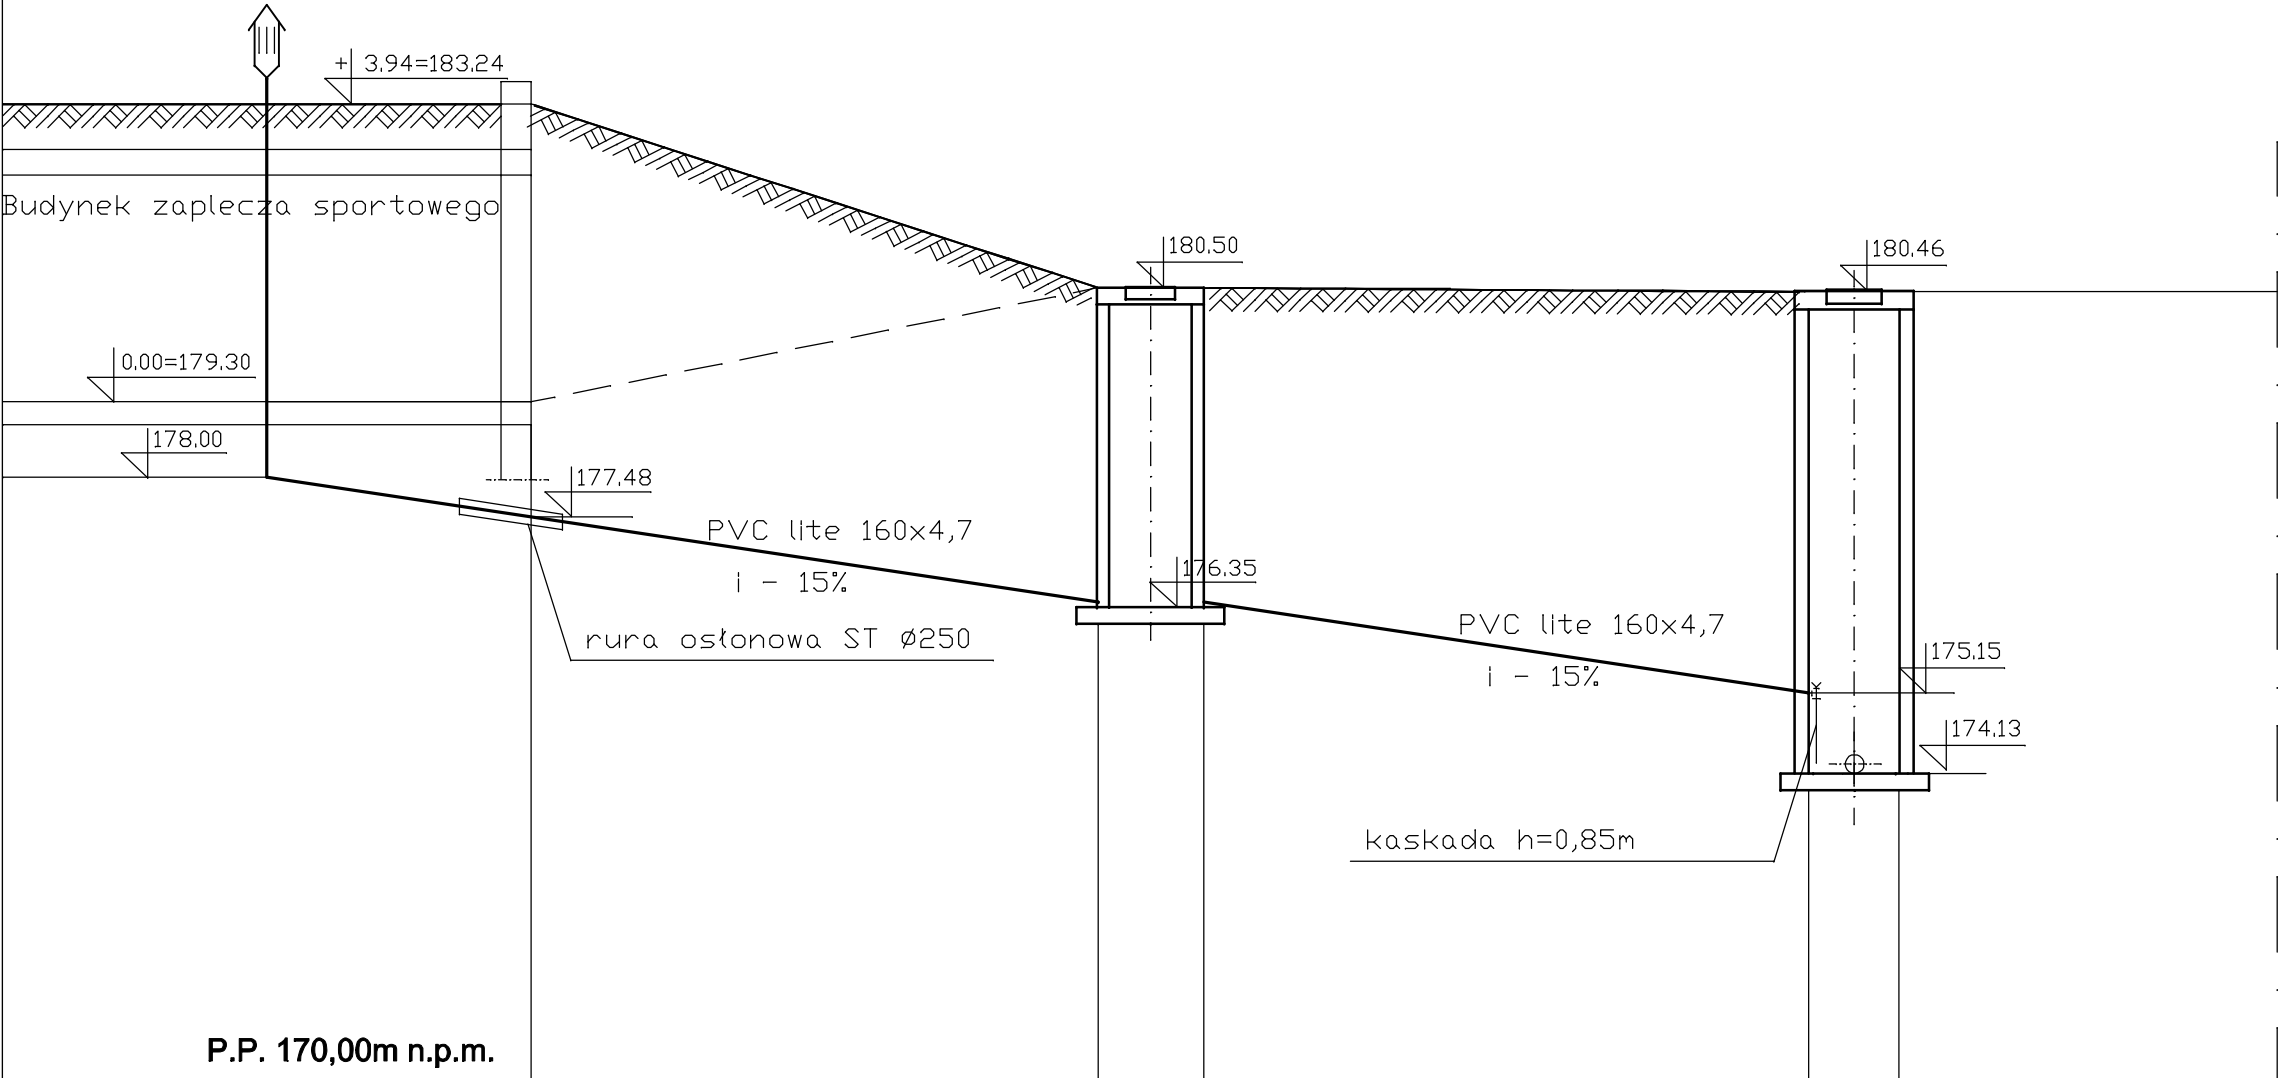 + 3.94=183.24
Budynek zaplecza sportowego
180.50
180.46
0.00=179.30
178.00
177.48
PVC lite 160x4,7
i - 15%
176.35
rura osłonowa ST Ø250
PVC lite 160x4,7
i - 15%
175.15
174.13
kaskada h=0,85m
P.P. 170,00m n.p.m.